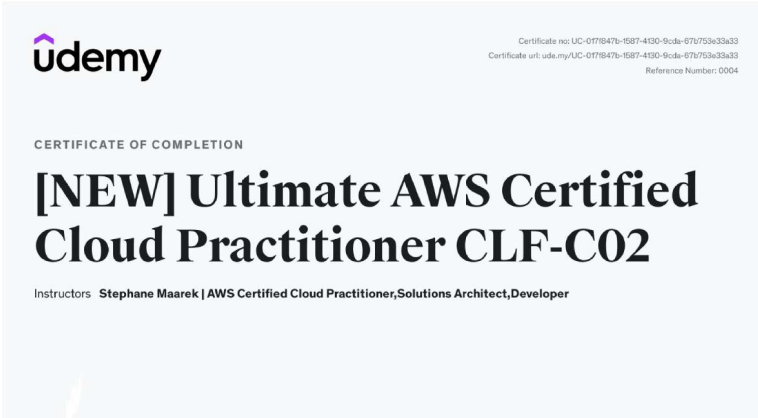 udemy
Certificate no: UC-017f847b-1587-4130-9cda-67b753e33a33
Certificate url: ude.my/UC-017f847b-1587-4130-9cda-67b753e33a33
Reference Number: 0004
CERTIFICATE OF COMPLETION
[NEW] Ultimate AWS Certified
Cloud Practitioner CLF-C02
Instructors Stephane Maarek | AWS Certified Cloud Practitioner,Solutions Architect,Developer